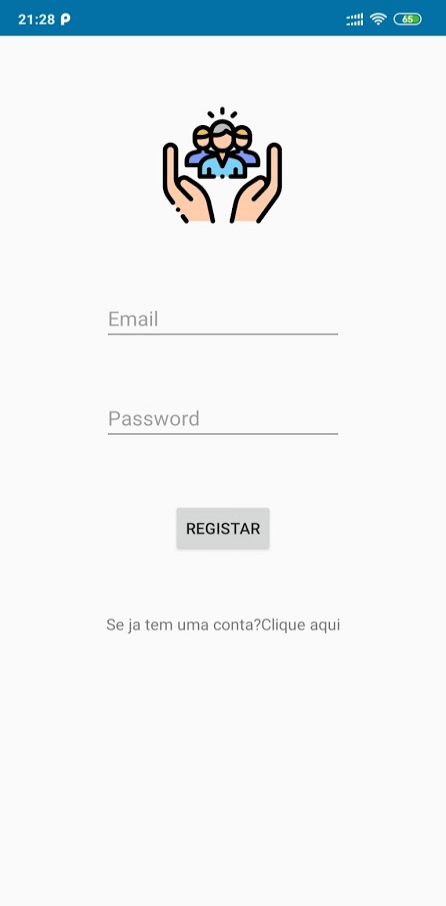 21:28
65
Email
Password
REGISTAR
Se ja tem uma conta?Clique aqui